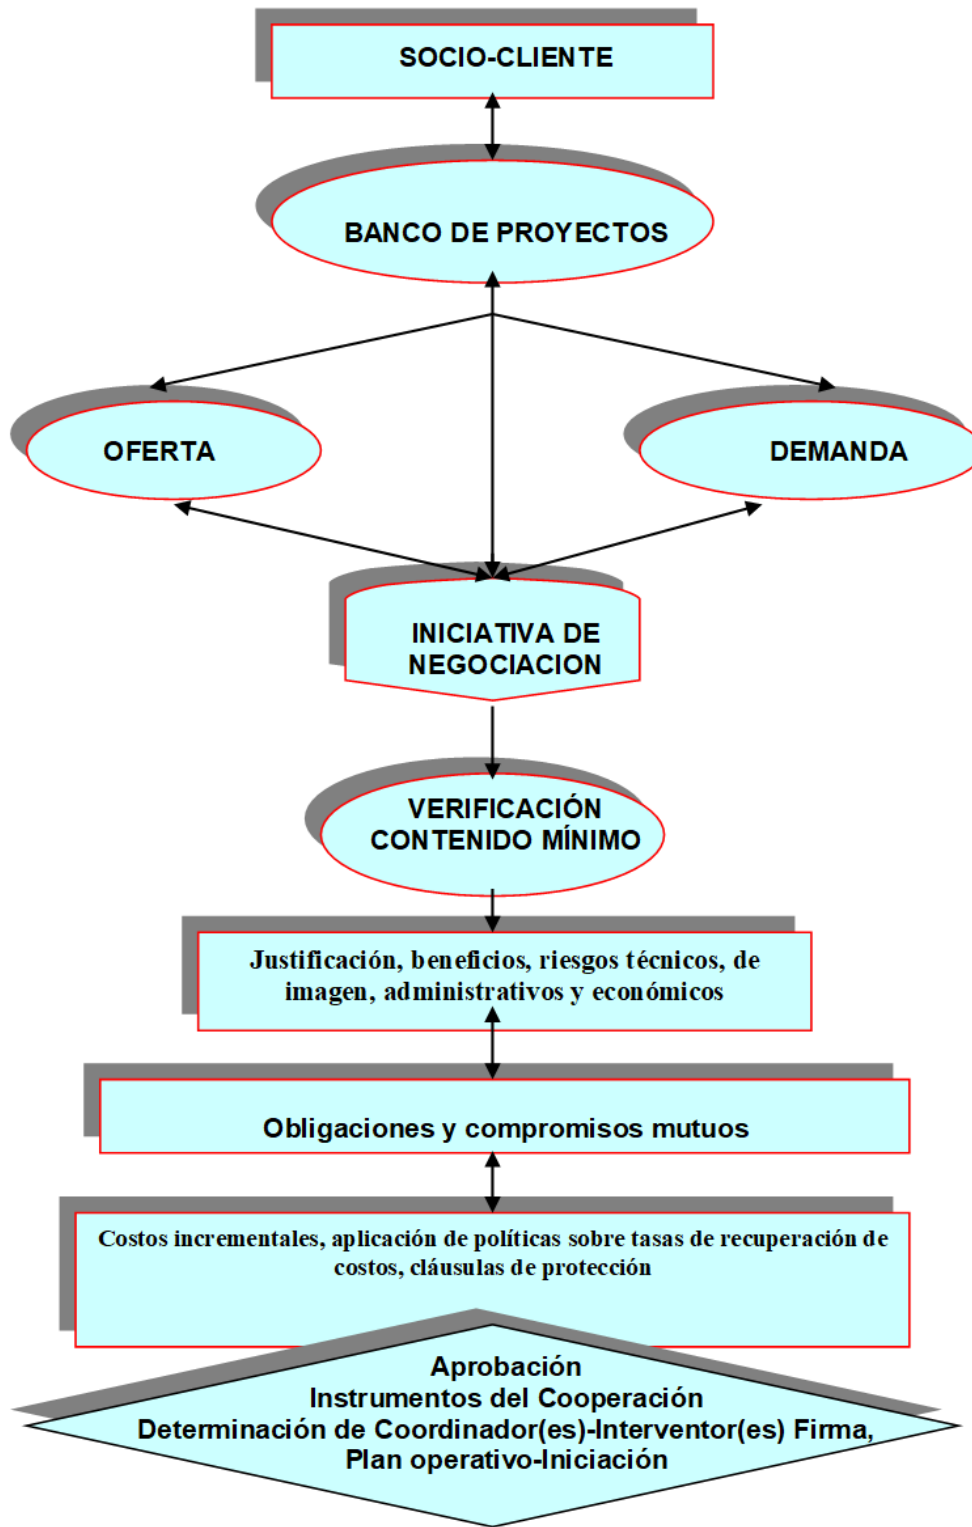 SOCIO-CLIENTE
BANCO DE PROYECTOS
OFERTA
DEMANDA
INICIATIVA DE
NEGOCIACION
VERIFICACIÓN
CONTENIDO MÍNIMO
Justificación, beneficios, riesgos técnicos, de
imagen, administrativos y económicos
Obligaciones y compromisos mutuos
Costos incrementales, aplicación de políticas sobre tasas de recuperación de
costos, cláusulas de protección
Aprobación
Instrumentos del Cooperación
Determinación de Coordinador(es)-Interventor(es) Firma,
Plan operativo-Iniciación